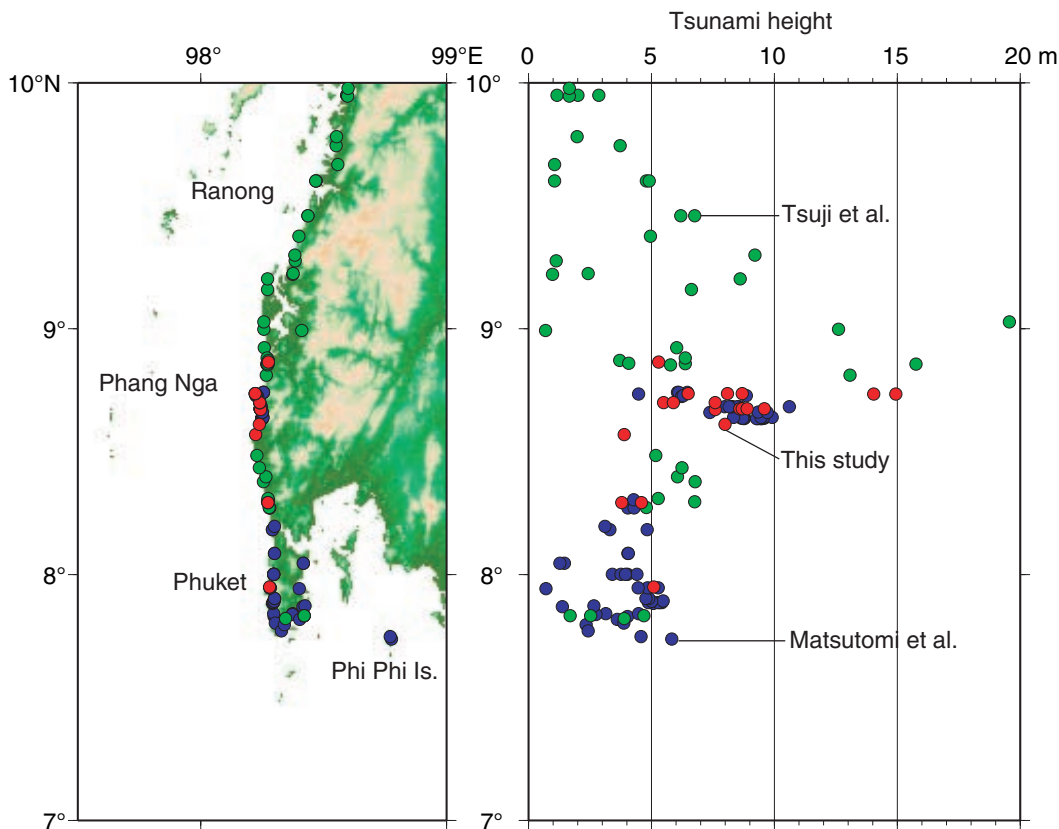 Tsunami height
98° 99°E 0 5 10 15 20 m
10°N 10°
Ranong
Tsuji et al.
9° 9°
Phang Nga
This study
8° 8°
Phuket
Matsutomi et al.
Phi Phi Is.
7° 7°